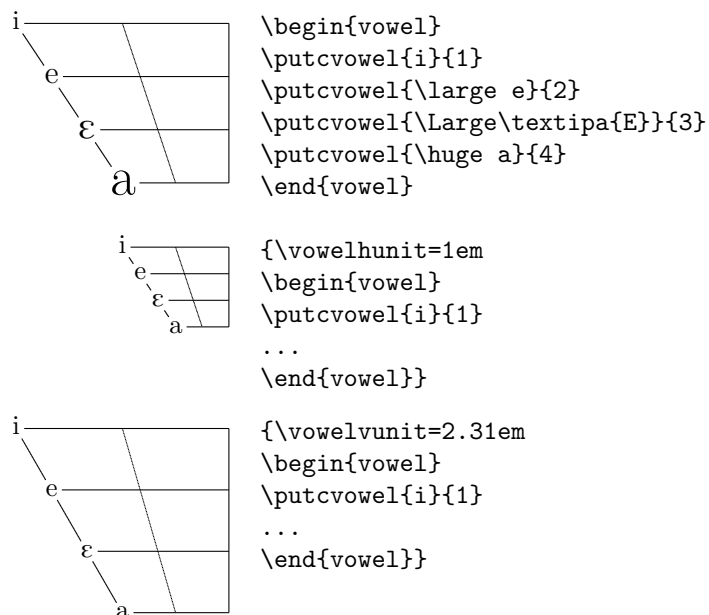 i
e
ɛ
a
\begin{vowel}
\putcvowel{i}{1}
\putcvowel{\large e}{2}
\putcvowel{\Large\textipa{E}}{3}
\putcvowel{\huge a}{4}
\end{vowel}
i
e
ɛ
a
{\vowelhunit=1em
\begin{vowel}
\putcvowel{i}{1}
...
\end{vowel}}
i
e
ɛ
a
{\vowelvunit=2.31em
\begin{vowel}
\putcvowel{i}{1}
...
\end{vowel}}